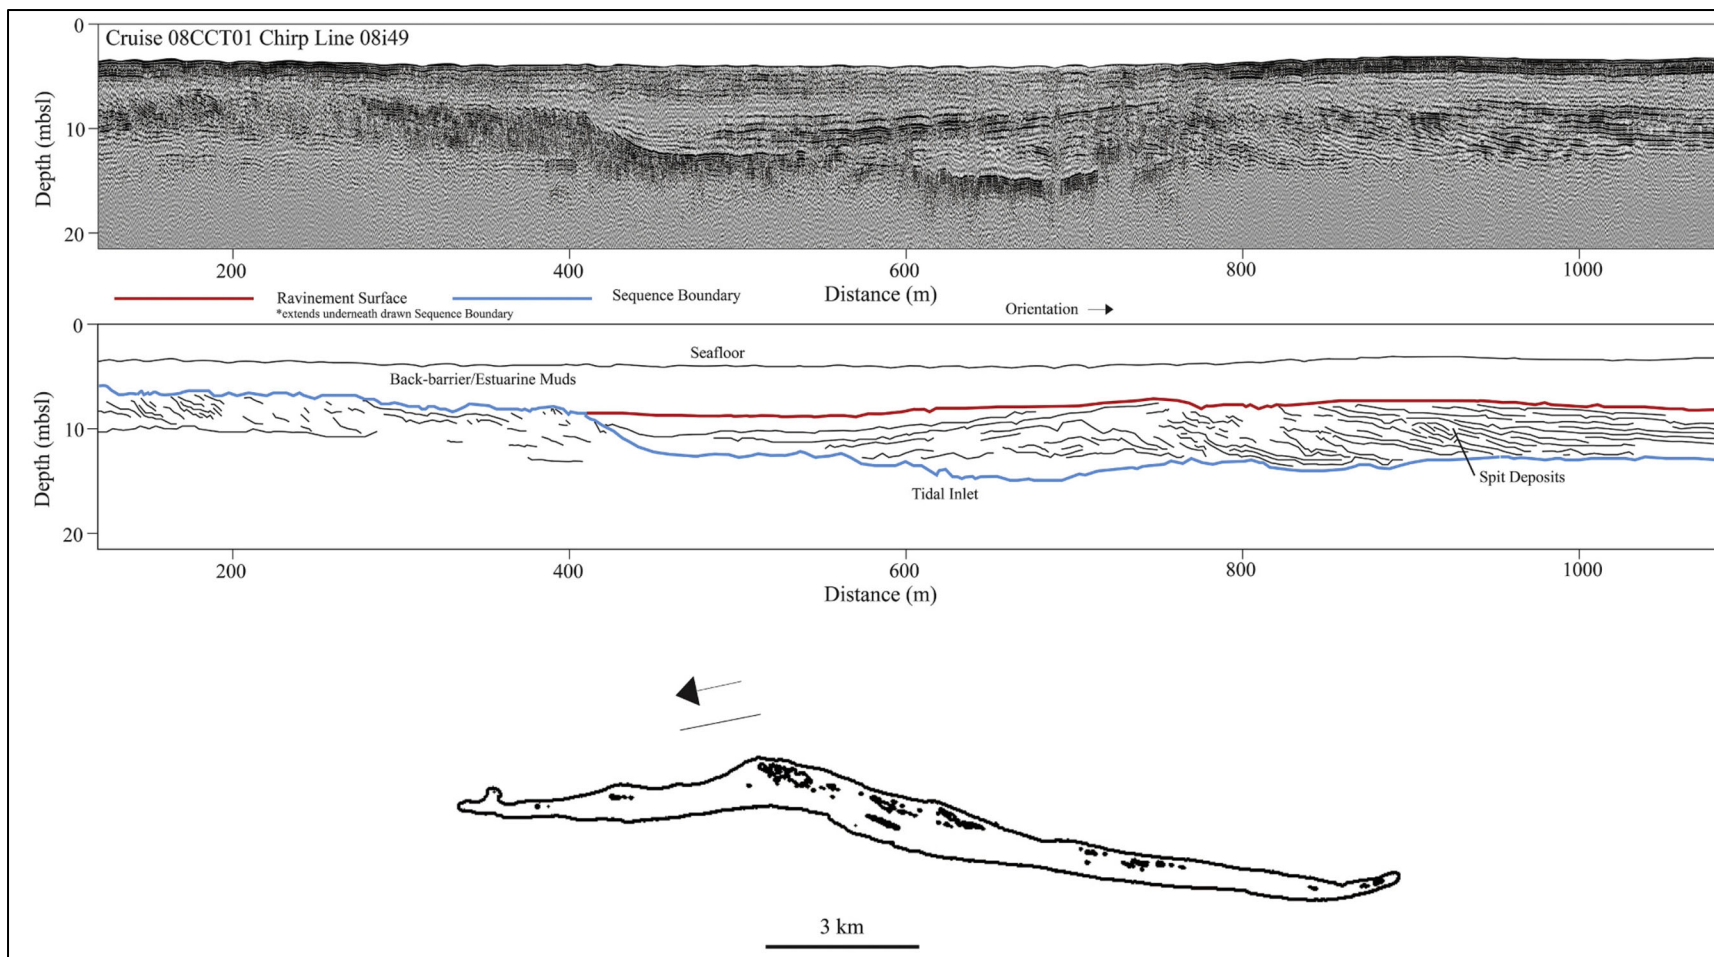 Cruise 08CCT01 Chirp Line 08i49
0
10
20
Depth (mbsl)
200
400
600
800
1000
Distance (m)
Ravinement Surface
*extends underneath drawn Sequence Boundary
Sequence Boundary
Orientation
0
10
20
Depth (mbsl)
Seafloor
Back-barrier/Estuarine Muds
Tidal Inlet
Spit Deposits
200
400
600
800
1000
Distance (m)
3 km